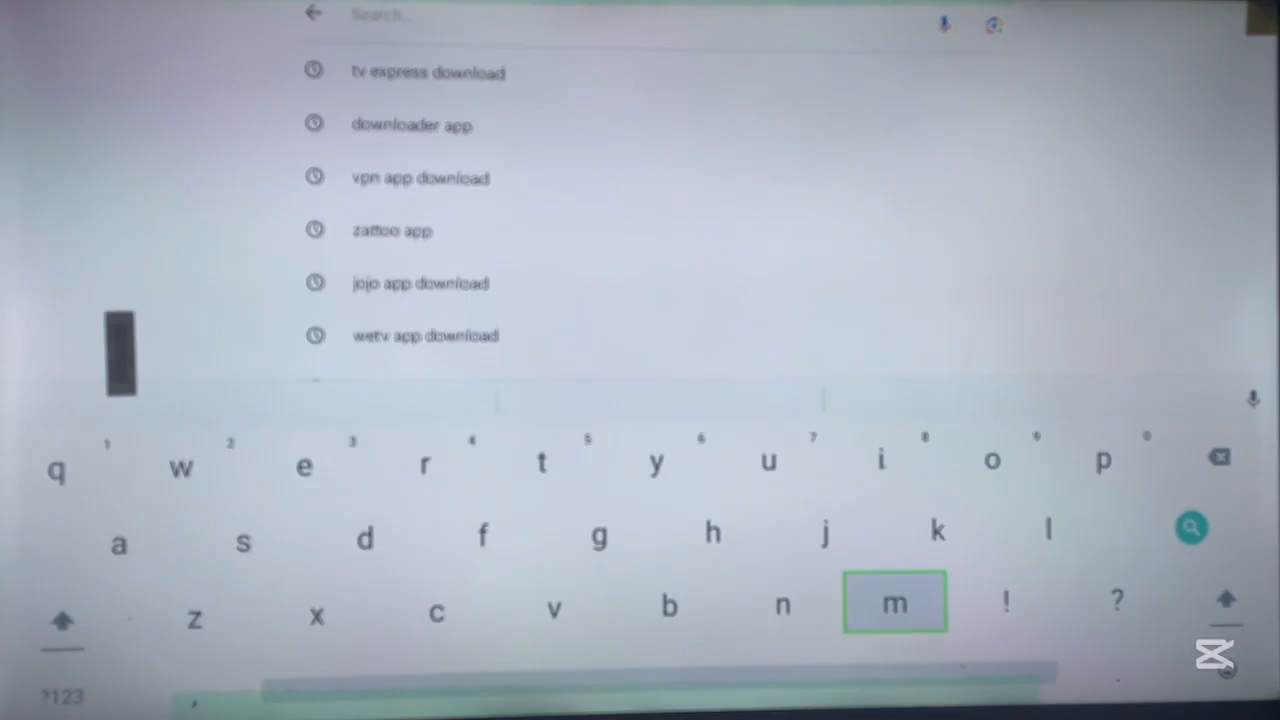 Search...
tv express download
downloader app
vpn app download
zattoo app
jojo app download
wetv app download
1 2 3 4 5 6 7 8 9 0
q w e r t y u i o p
a s d f g h j k l
z x c v b n m ! ?
?123 , .